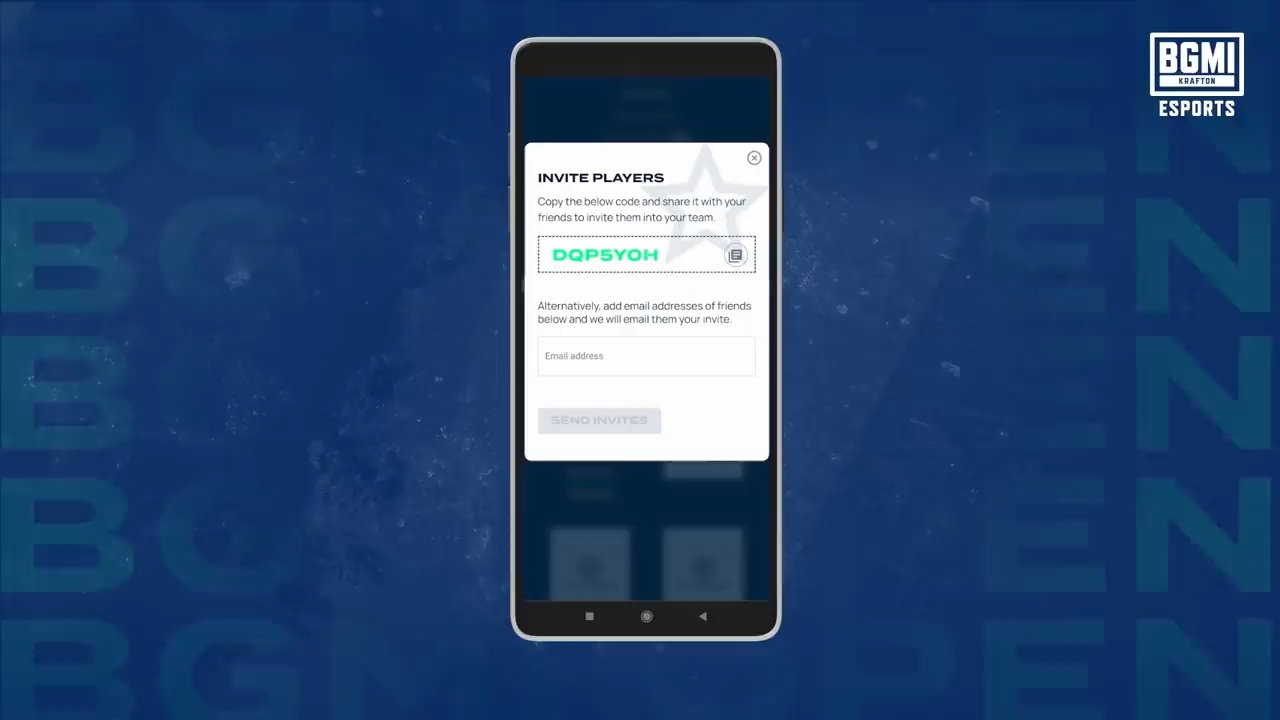 BGMI
KRAFTON
ESPORTS
INVITE PLAYERS
Copy the below code and share it with your
friends to invite them into your team.
DQP5YOH
Alternatively, add email addresses of friends
below and we will email them your invite.
Email address
SEND INVITES
BGMI OPEN